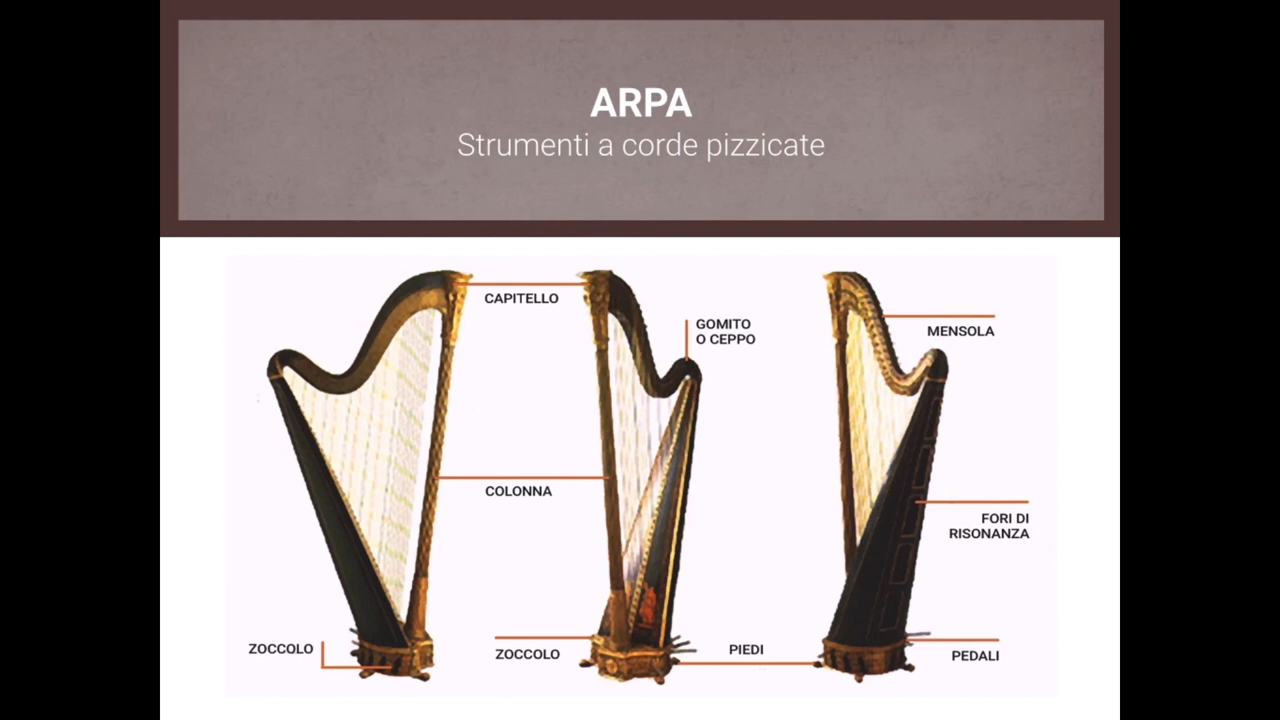 ARPA
Strumenti a corde pizzicate
CAPITELLO
GOMITO
O CEPPO
MENSOLA
COLONNA
FORI DI
RISONANZA
ZOCCOLO
ZOCCOLO
PIEDI
PEDALI